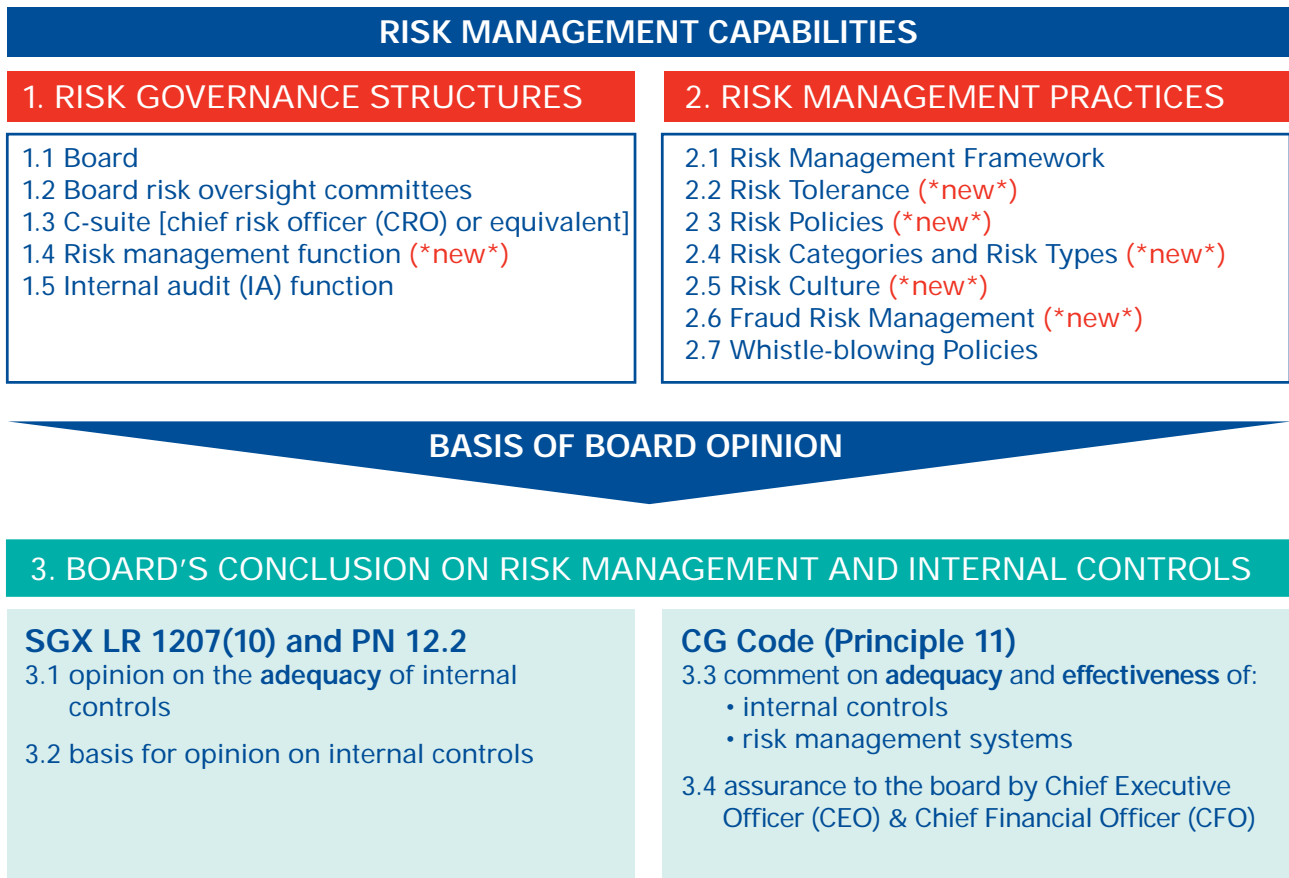 RISK MANAGEMENT CAPABILITIES
1. RISK GOVERNANCE STRUCTURES
1.1 Board
1.2 Board risk oversight committees
1.3 C-suite [chief risk officer (CRO) or equivalent]
1.4 Risk management function (*new*)
1.5 Internal audit (IA) function
2. RISK MANAGEMENT PRACTICES
2.1 Risk Management Framework
2.2 Risk Tolerance (*new*)
2 3 Risk Policies (*new*)
2.4 Risk Categories and Risk Types (*new*)
2.5 Risk Culture (*new*)
2.6 Fraud Risk Management (*new*)
2.7 Whistle-blowing Policies
BASIS OF BOARD OPINION
3. BOARD'S CONCLUSION ON RISK MANAGEMENT AND INTERNAL CONTROLS
SGX LR 1207(10) and PN 12.2
3.1 opinion on the adequacy of internal
controls
3.2 basis for opinion on internal controls
CG Code (Principle 11)
3.3 comment on adequacy and effectiveness of:
• internal controls
• risk management systems
3.4 assurance to the board by Chief Executive
Officer (CEO) & Chief Financial Officer (CFO)